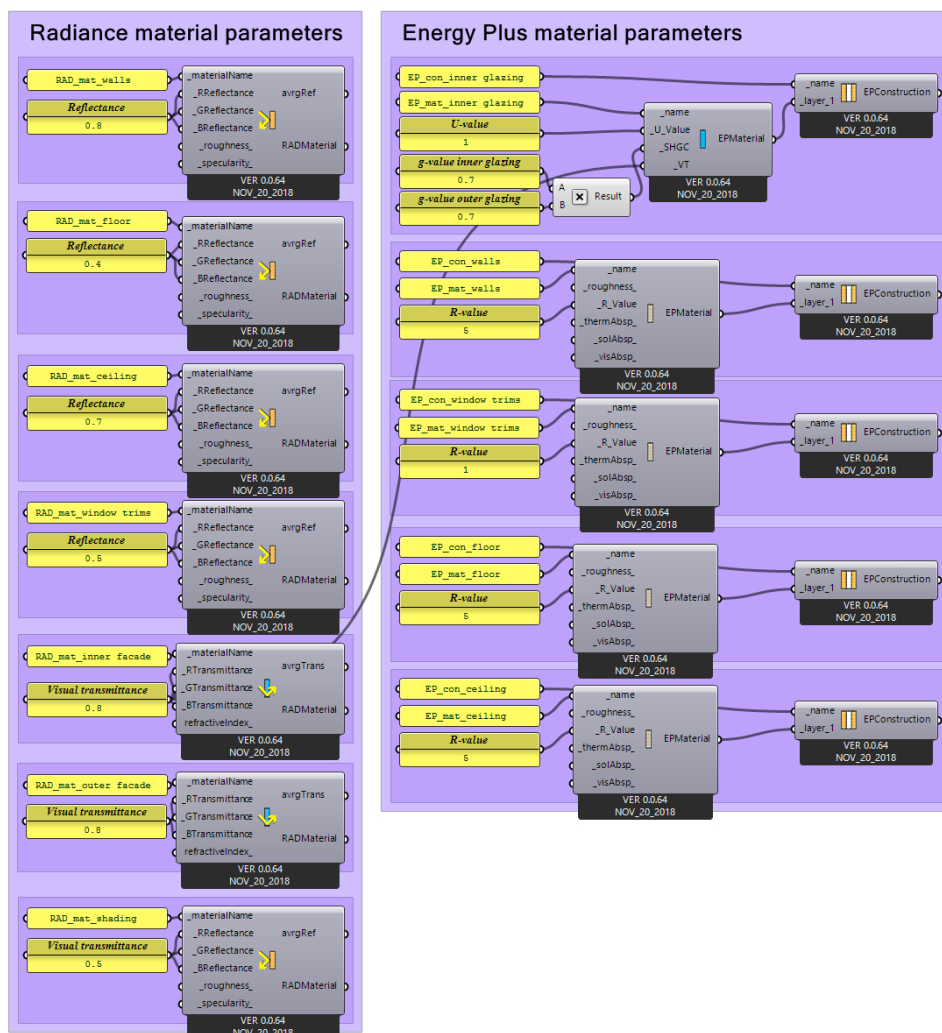 Radiance material parameters
RAD_mat_walls
Reflectance
0.8
_materialName
_RReflectance
_GReflectance
_BReflectance
_roughness_
_specularity_
avrgRef
RADMaterial
VER 0.0.64
NOV_20_2018
RAD_mat_floor
Reflectance
0.4
_materialName
_RReflectance
_GReflectance
_BReflectance
_roughness_
_specularity_
avrgRef
RADMaterial
VER 0.0.64
NOV_20_2018
RAD_mat_ceiling
Reflectance
0.7
_materialName
_RReflectance
_GReflectance
_BReflectance
_roughness_
_specularity_
avrgRef
RADMaterial
VER 0.0.64
NOV_20_2018
RAD_mat_window trims
Reflectance
0.5
_materialName
_RReflectance
_GReflectance
_BReflectance
_roughness_
_specularity_
avrgRef
RADMaterial
VER 0.0.64
NOV_20_2018
RAD_mat_inner facade
Visual transmittance
0.8
_materialName
_RTransmittance
_GTransmittance
_BTransmittance
refractiveIndex_
avrgTrans
RADMaterial
VER 0.0.64
NOV_20_2018
RAD_mat_outer facade
Visual transmittance
0.8
_materialName
_RTransmittance
_GTransmittance
_BTransmittance
refractiveIndex_
avrgTrans
RADMaterial
VER 0.0.64
NOV_20_2018
RAD_mat_shading
Visual transmittance
0.5
_materialName
_RReflectance
_GReflectance
_BReflectance
_roughness_
_specularity_
avrgRef
RADMaterial
VER 0.0.64
NOV_20_2018
Energy Plus material parameters
EP_con_inner glazing
EP_mat_inner glazing
U-value
1
g-value inner glazing
0.7
g-value outer glazing
0.7
A
B
Result
_name
_U_Value
_SHGC
_VT
EPMaterial
VER 0.0.64
NOV_20_2018
_name
_layer_1
EPConstruction
VER 0.0.64
NOV_20_2018
EP_con_walls
EP_mat_walls
R-value
5
_name
_roughness_
_R_Value
_thermAbsp_
_solAbsp_
_visAbsp_
EPMaterial
VER 0.0.64
NOV_20_2018
_name
_layer_1
EPConstruction
VER 0.0.64
NOV_20_2018
EP_con_window trims
EP_mat_window trims
R-value
1
_name
_roughness_
_R_Value
_thermAbsp_
_solAbsp_
_visAbsp_
EPMaterial
VER 0.0.64
NOV_20_2018
_name
_layer_1
EPConstruction
VER 0.0.64
NOV_20_2018
EP_con_floor
EP_mat_floor
R-value
5
_name
_roughness_
_R_Value
_thermAbsp_
_solAbsp_
_visAbsp_
EPMaterial
VER 0.0.64
NOV_20_2018
_name
_layer_1
EPConstruction
VER 0.0.64
NOV_20_2018
EP_con_ceiling
EP_mat_ceiling
R-value
5
_name
_roughness_
_R_Value
_thermAbsp_
_solAbsp_
_visAbsp_
EPMaterial
VER 0.0.64
NOV_20_2018
_name
_layer_1
EPConstruction
VER 0.0.64
NOV_20_2018